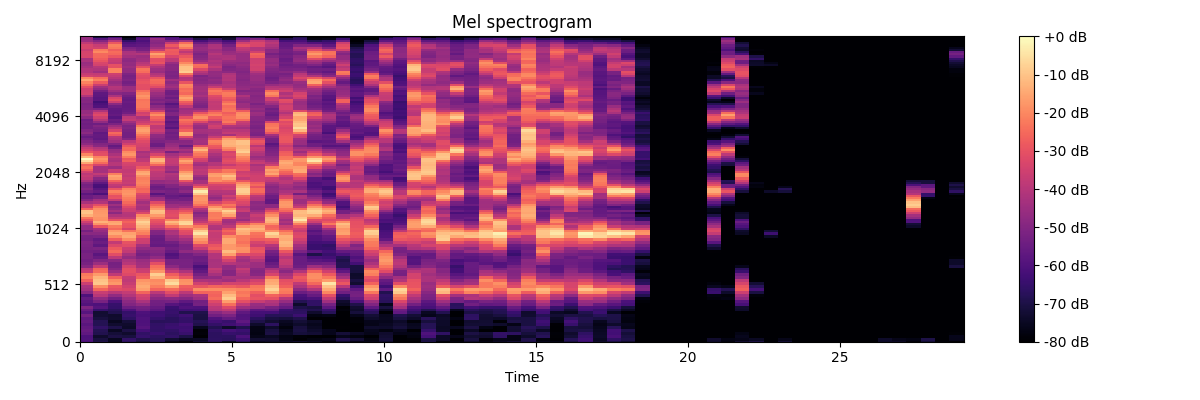 Mel spectrogram
8192
4096
2048
1024
512
0
Hz
0 5 10 15 20 25
Time
+0 dB
-10 dB
-20 dB
-30 dB
-40 dB
-50 dB
-60 dB
-70 dB
-80 dB